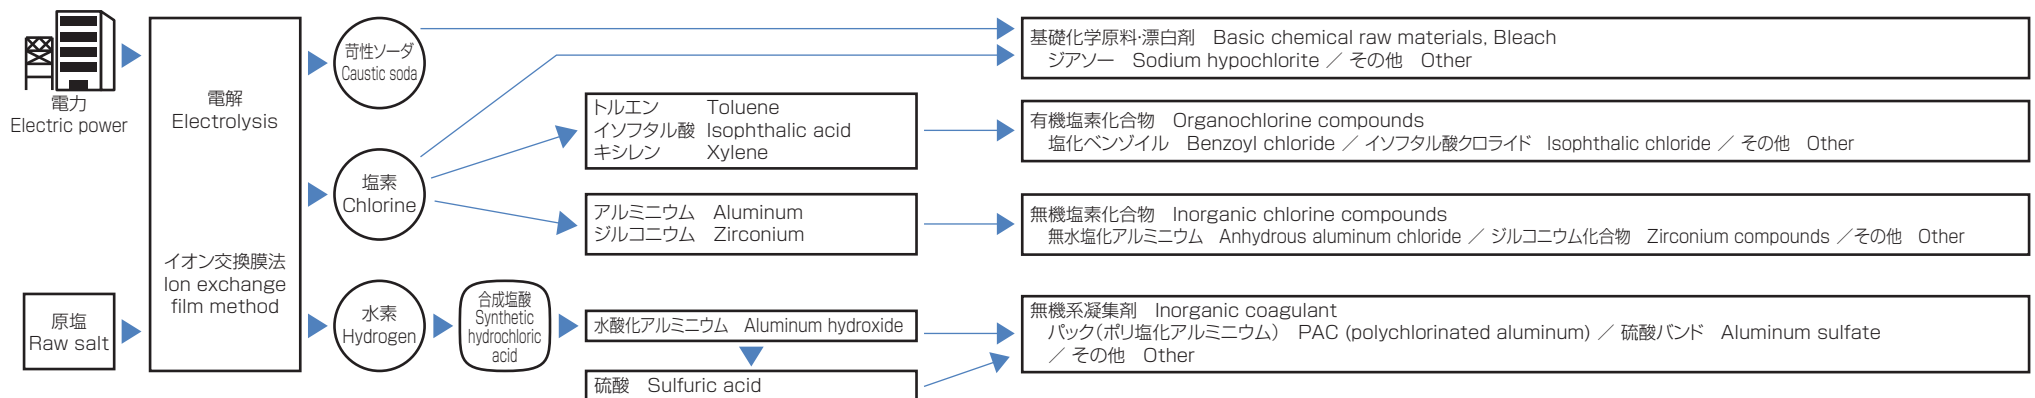 電力
Electric power
原塩
Raw salt
電解
Electrolysis
イオン交換膜法
Ion exchange
film method
苛性ソーダ
Caustic soda
塩素
Chlorine
水素
Hydrogen
合成塩酸
Synthetic
hydrochloric
acid
トルエン Toluene
イソフタル酸 Isophthalic acid
キシレン Xylene
アルミニウム Aluminum
ジルコニウム Zirconium
水酸化アルミニウム Aluminum hydroxide
硫酸 Sulfuric acid
基礎化学原料・漂白剤 Basic chemical raw materials, Bleach
ジアソー Sodium hypochlorite ／ その他 Other
有機塩素化合物 Organochlorine compounds
塩化ベンゾイル Benzoyl chloride ／ イソフタル酸クロライド Isophthalic chloride ／ その他 Other
無機塩素化合物 Inorganic chlorine compounds
無水塩化アルミニウム Anhydrous aluminum chloride ／ ジルコニウム化合物 Zirconium compounds ／その他 Other
無機系凝集剤 Inorganic coagulant
パック（ポリ塩化アルミニウム） PAC (polychlorinated aluminum) ／ 硫酸バンド Aluminum sulfate
／ その他 Other